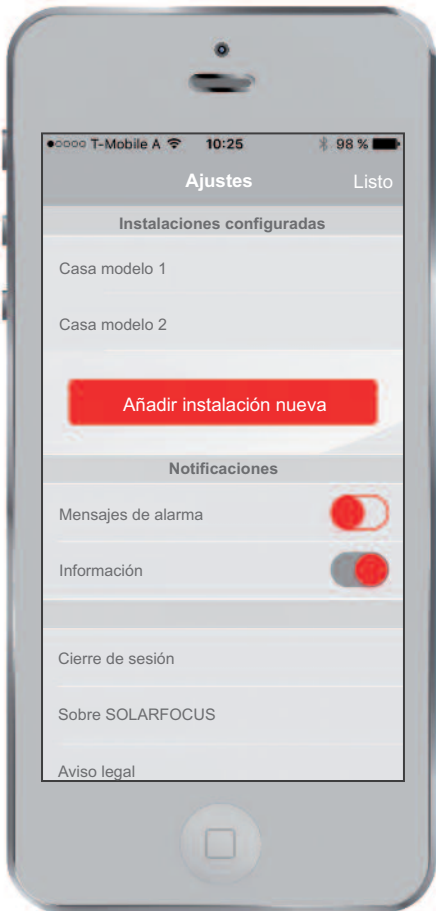 T-Mobile A 10:25 98 %
Ajustes Listo
Instalaciones configuradas
Casa modelo 1
Casa modelo 2
Añadir instalación nueva
Notificaciones
Mensajes de alarma
Información
Cierre de sesión
Sobre SOLARFOCUS
Aviso legal